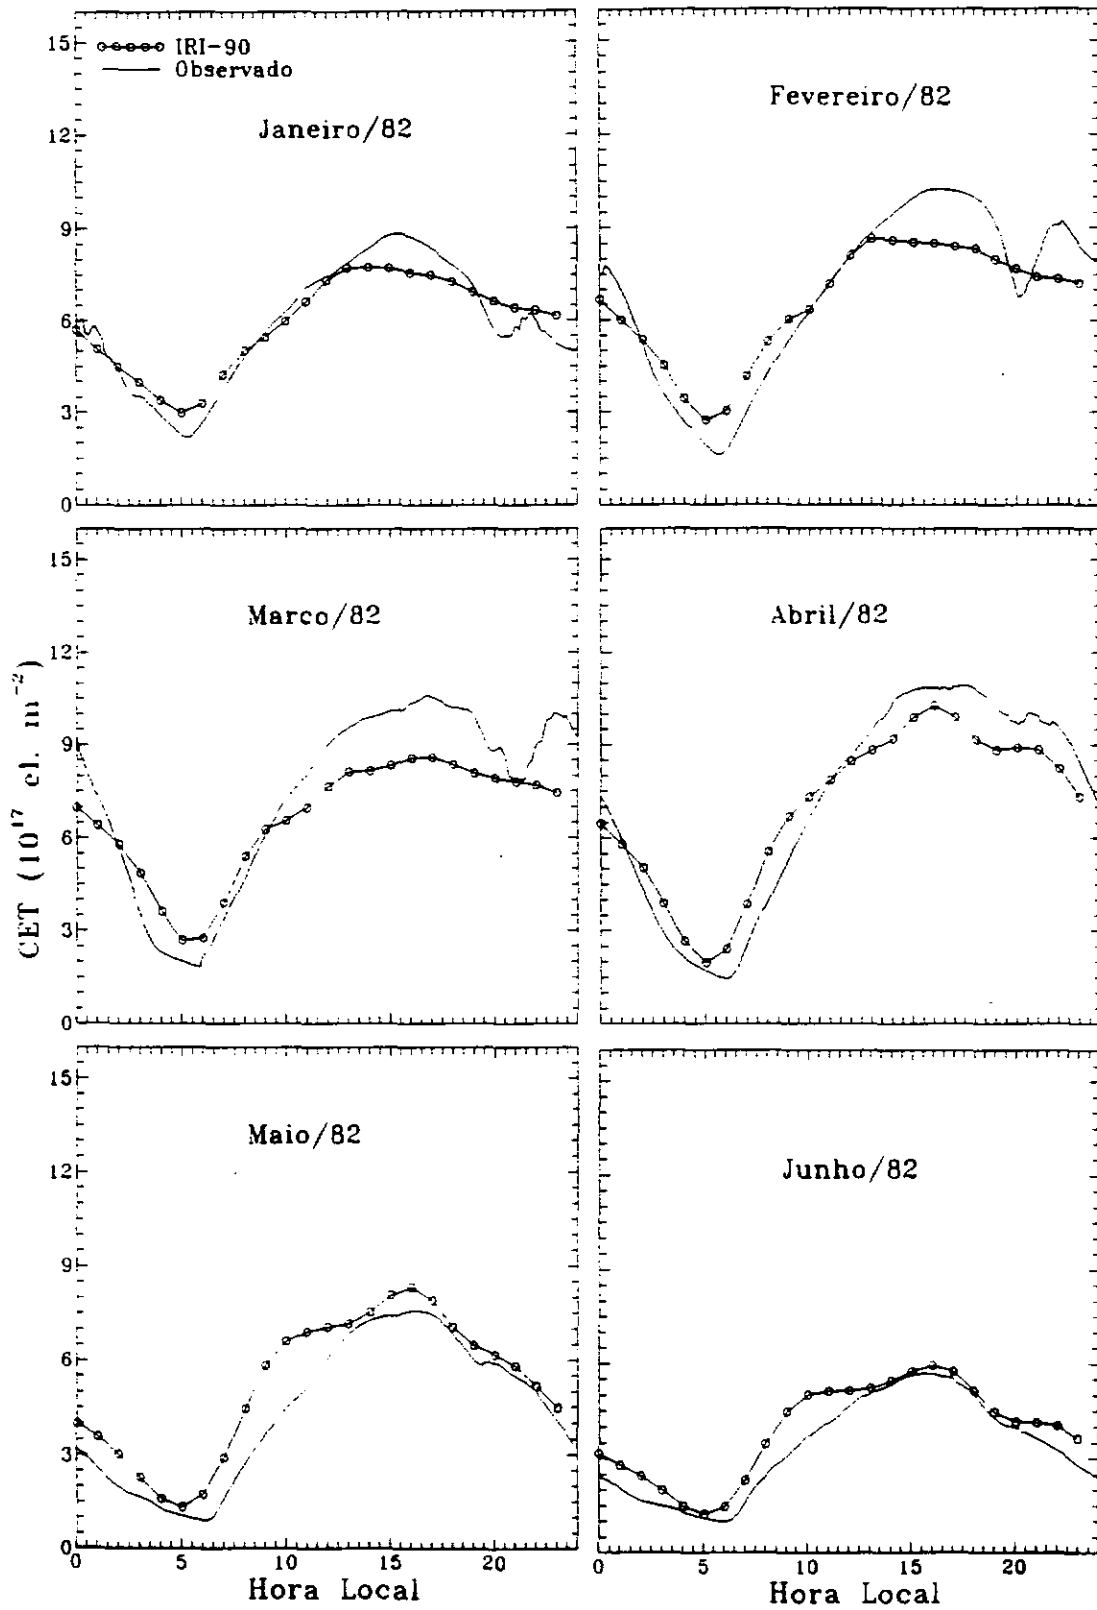 15
IRI-90
Observado
12
Janeiro/82
Fevereiro/82
9
6
3
0
15
Marco/82
Abril/82
12
9
6
3
0
CET (10¹⁷ el. m⁻²)
15
Maio/82
Junho/82
12
9
6
3
0
0 5 10 15 20
0 5 10 15 20
Hora Local
Hora Local